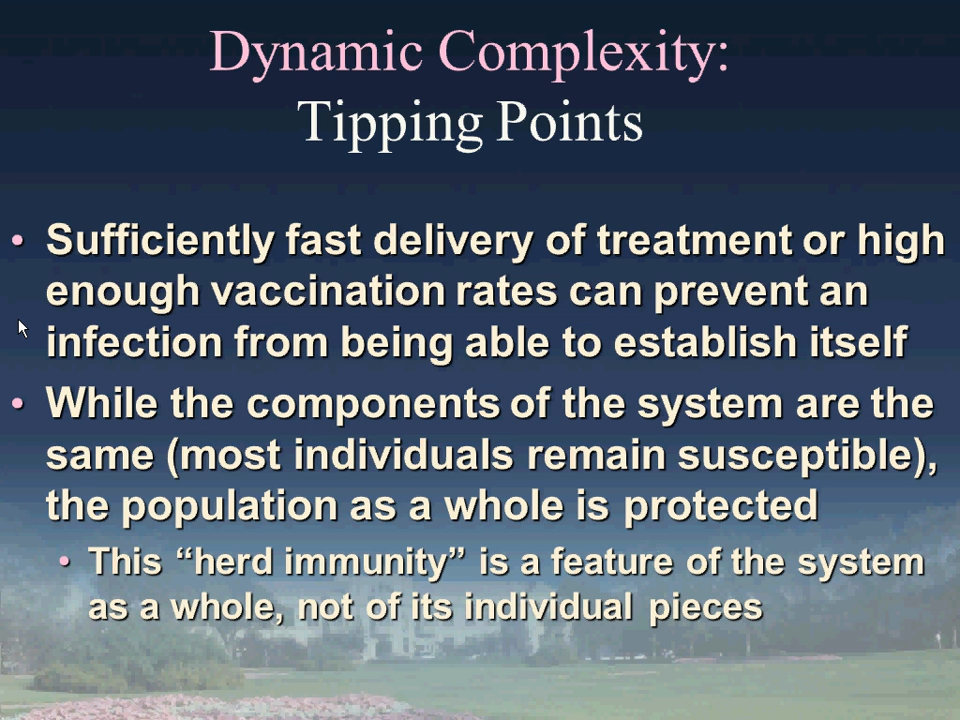 Dynamic Complexity:
Tipping Points
• Sufficiently fast delivery of treatment or high
enough vaccination rates can prevent an
infection from being able to establish itself
• While the components of the system are the
same (most individuals remain susceptible),
the population as a whole is protected
• This “herd immunity” is a feature of the system
as a whole, not of its individual pieces